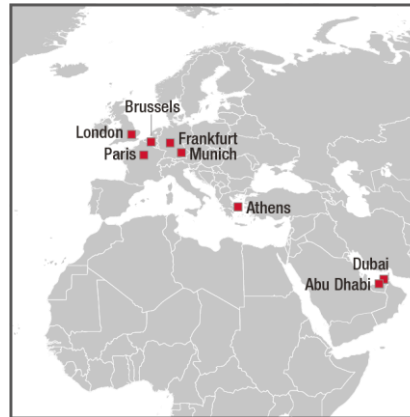 Brussels
London
Frankfurt
Paris
Munich
Athens
Dubai
Abu Dhabi